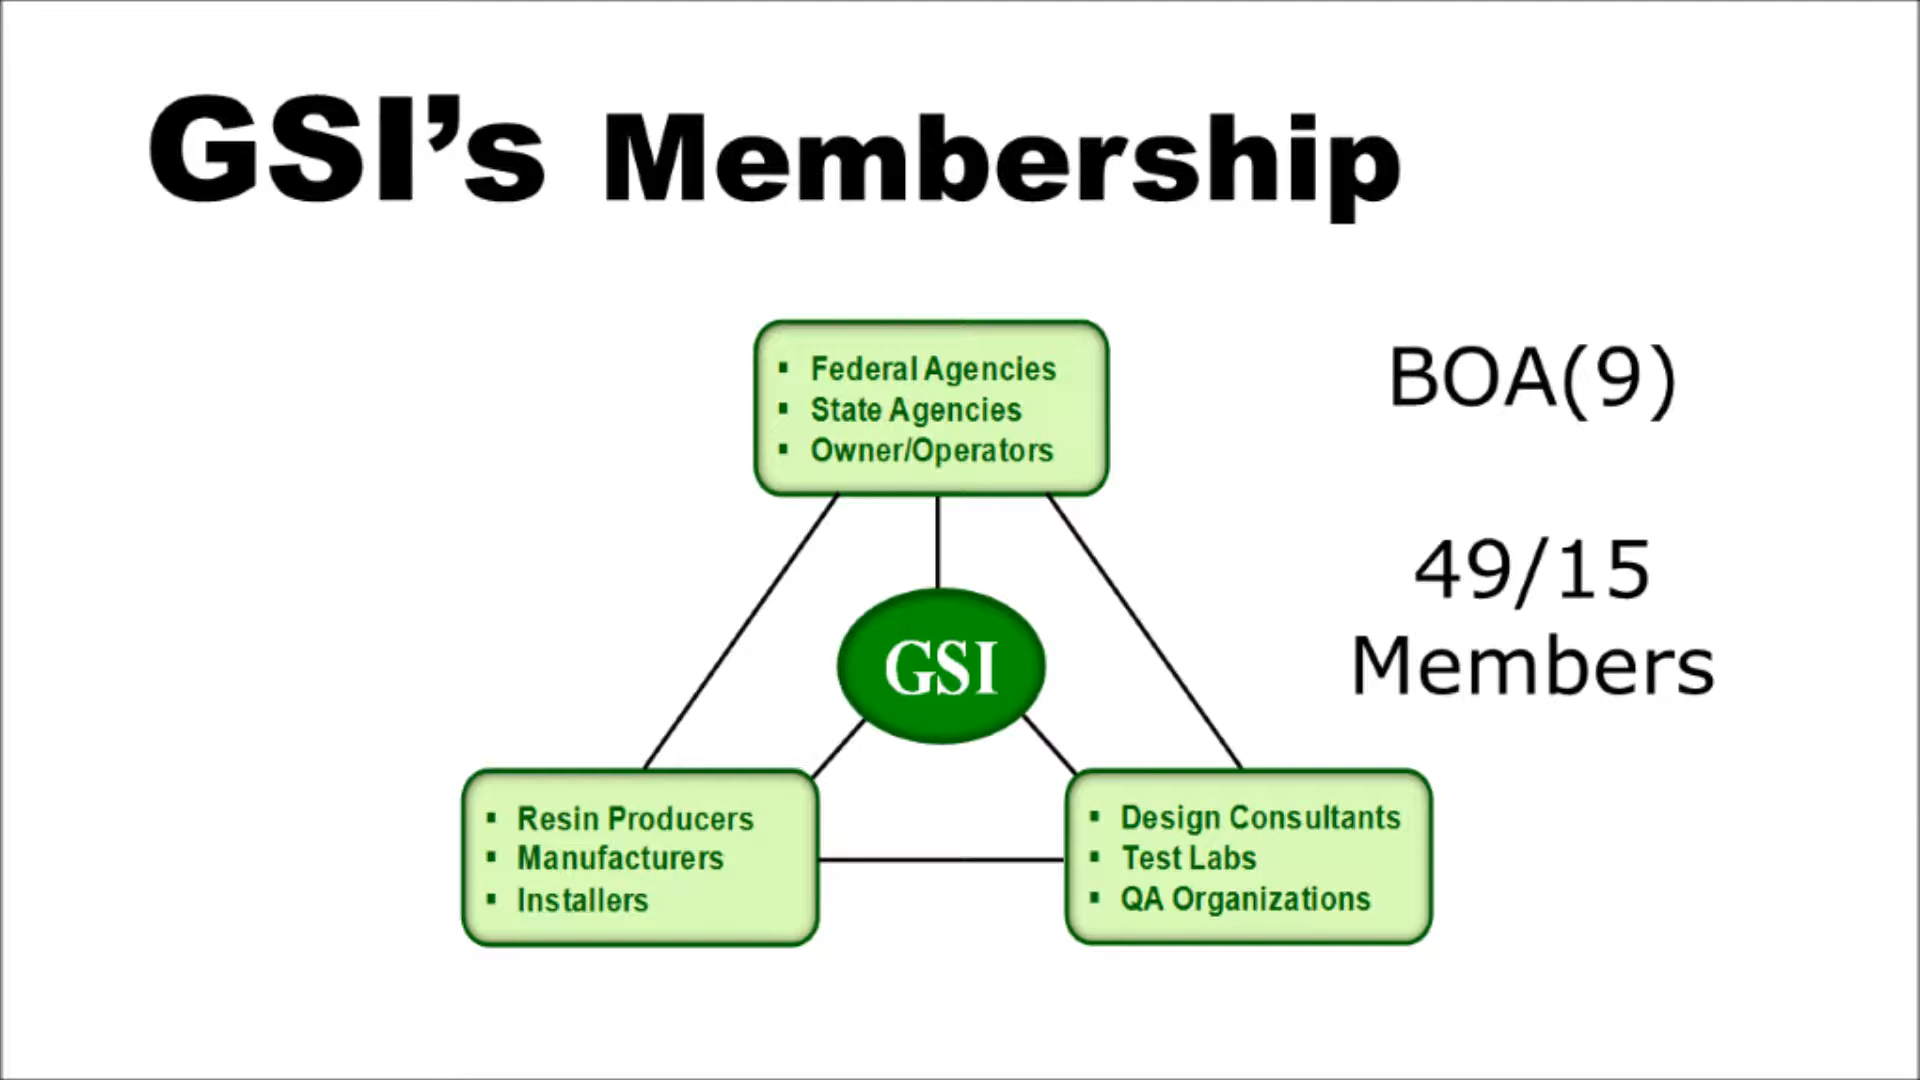 GSI’s Membership
▪ Federal Agencies
▪ State Agencies
▪ Owner/Operators
BOA(9)
49/15
Members
GSI
▪ Resin Producers
▪ Manufacturers
▪ Installers
▪ Design Consultants
▪ Test Labs
▪ QA Organizations